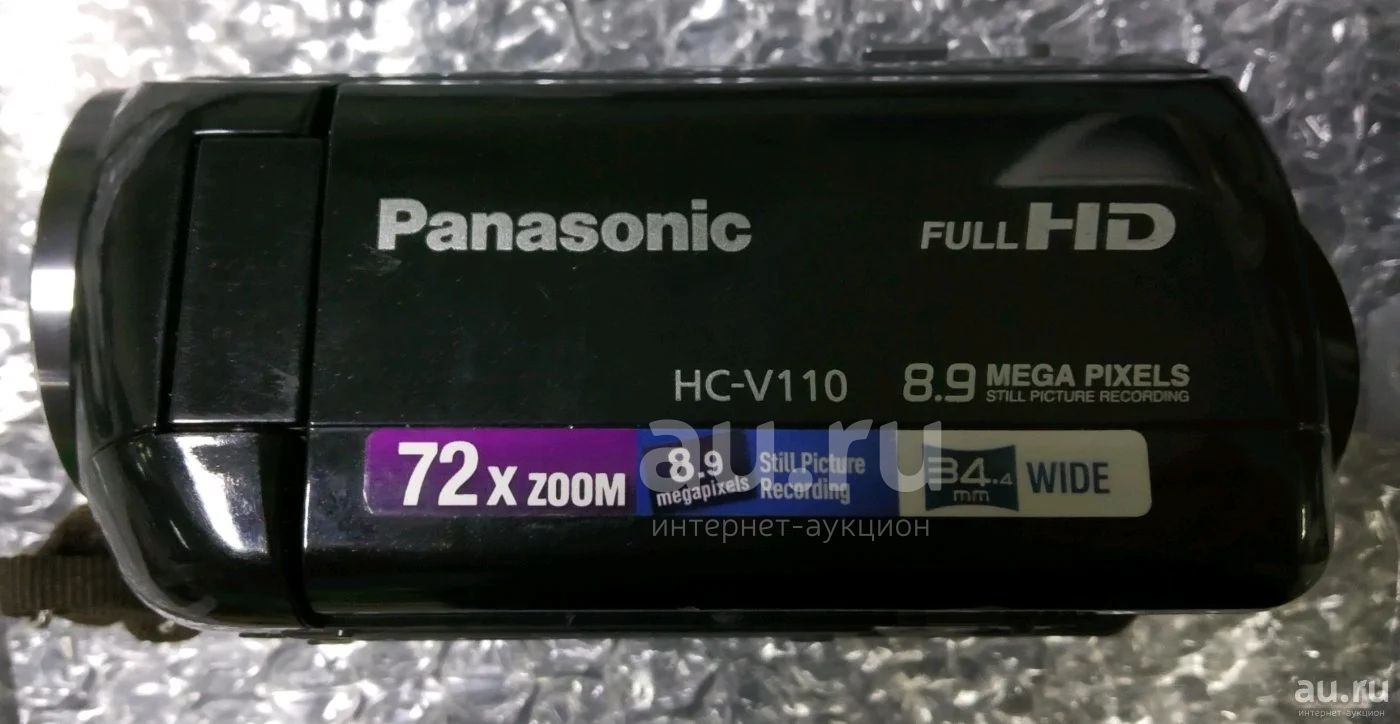 Panasonic
FULL HD
HC-V110
8.9 MEGA PIXELS
STILL PICTURE RECORDING
72x ZOOM
8.9
megapixels
Still Picture
Recording
34.4
mm
WIDE
au.ru
интернет-аукцион
au.ru
интернет-аукцион